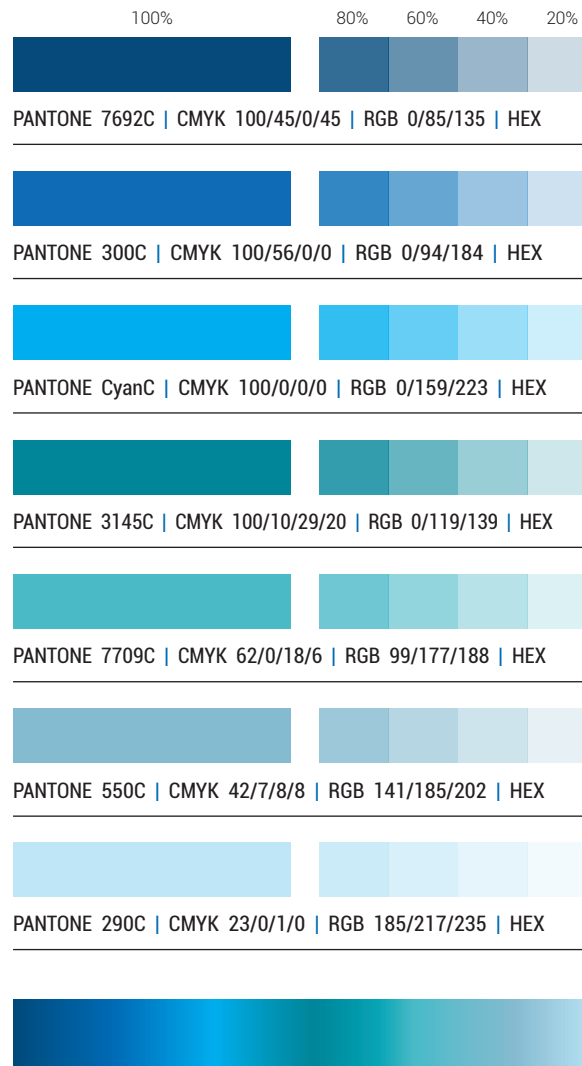 100% 80% 60% 40% 20%
PANTONE 7692C | CMYK 100/45/0/45 | RGB 0/85/135 | HEX
PANTONE 300C | CMYK 100/56/0/0 | RGB 0/94/184 | HEX
PANTONE CyanC | CMYK 100/0/0/0 | RGB 0/159/223 | HEX
PANTONE 3145C | CMYK 100/10/29/20 | RGB 0/119/139 | HEX
PANTONE 7709C | CMYK 62/0/18/6 | RGB 99/177/188 | HEX
PANTONE 550C | CMYK 42/7/8/8 | RGB 141/185/202 | HEX
PANTONE 290C | CMYK 23/0/1/0 | RGB 185/217/235 | HEX